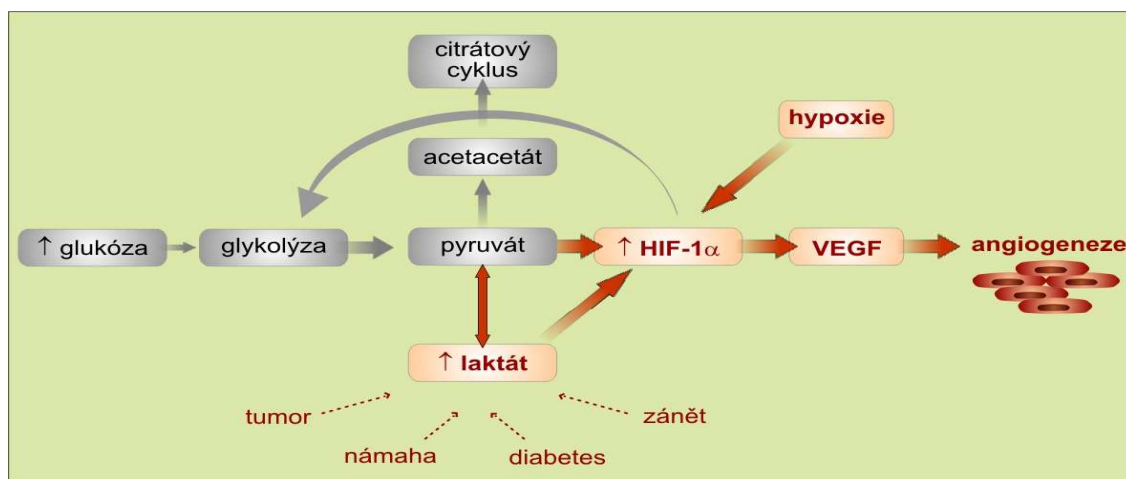 citrátový
cyklus
hypoxie
acetacetát
↑ glukóza
glykolýza
pyruvát
↑ HIF-1α
VEGF
angiogeneze
↑ laktát
tumor
zánět
námaha
diabetes